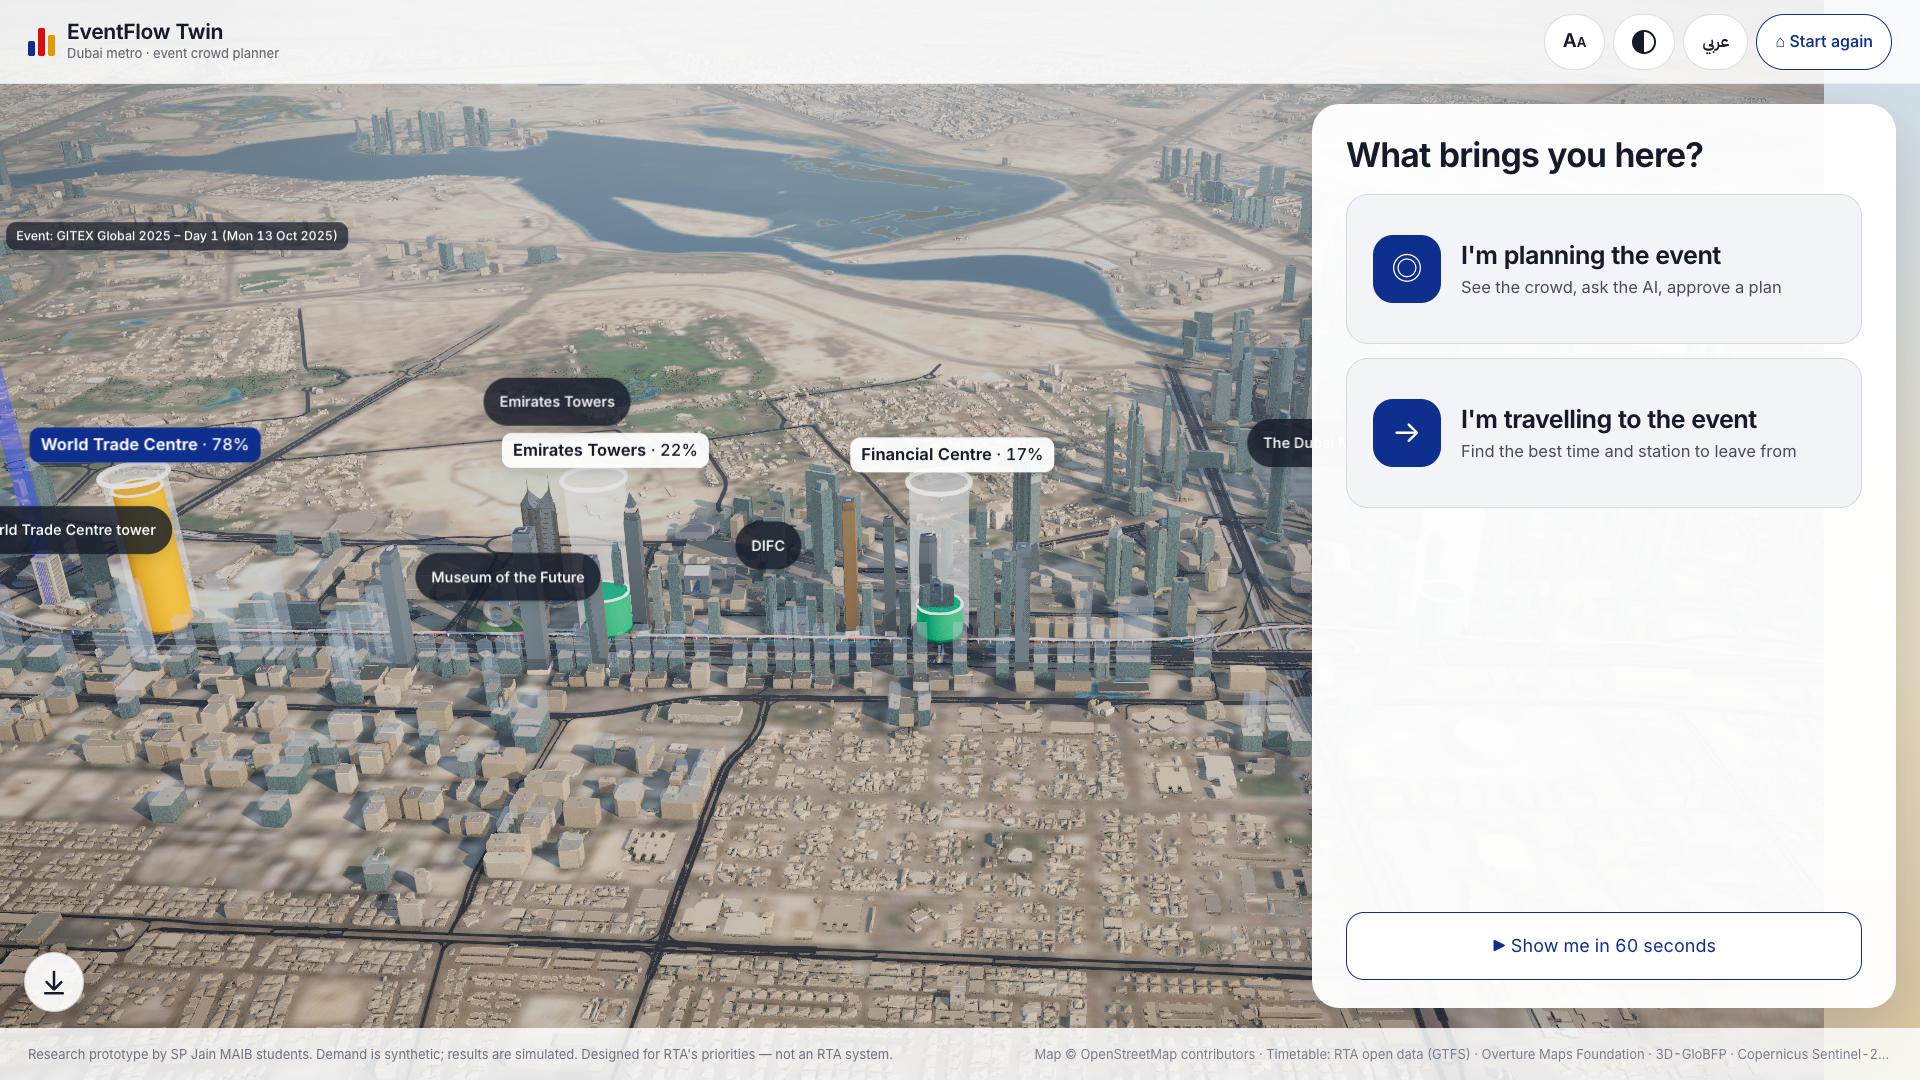 EventFlow Twin
Dubai metro · event crowd planner
AA
عربي
⌂ Start again
What brings you here?
I'm planning the event
See the crowd, ask the AI, approve a plan
I'm travelling to the event
Find the best time and station to leave from
▶ Show me in 60 seconds
Event: GITEX Global 2025 – Day 1 (Mon 13 Oct 2025)
Emirates Towers
World Trade Centre · 78%
Emirates Towers · 22%
Financial Centre · 17%
The Dubai
Trade Centre tower
DIFC
Museum of the Future
Research prototype by SP Jain MAIB students. Demand is synthetic; results are simulated. Designed for RTA's priorities — not an RTA system.
Map © OpenStreetMap contributors · Timetable: RTA open data (GTFS) · Overture Maps Foundation · 3D-GloBFP · Copernicus Sentinel-2...